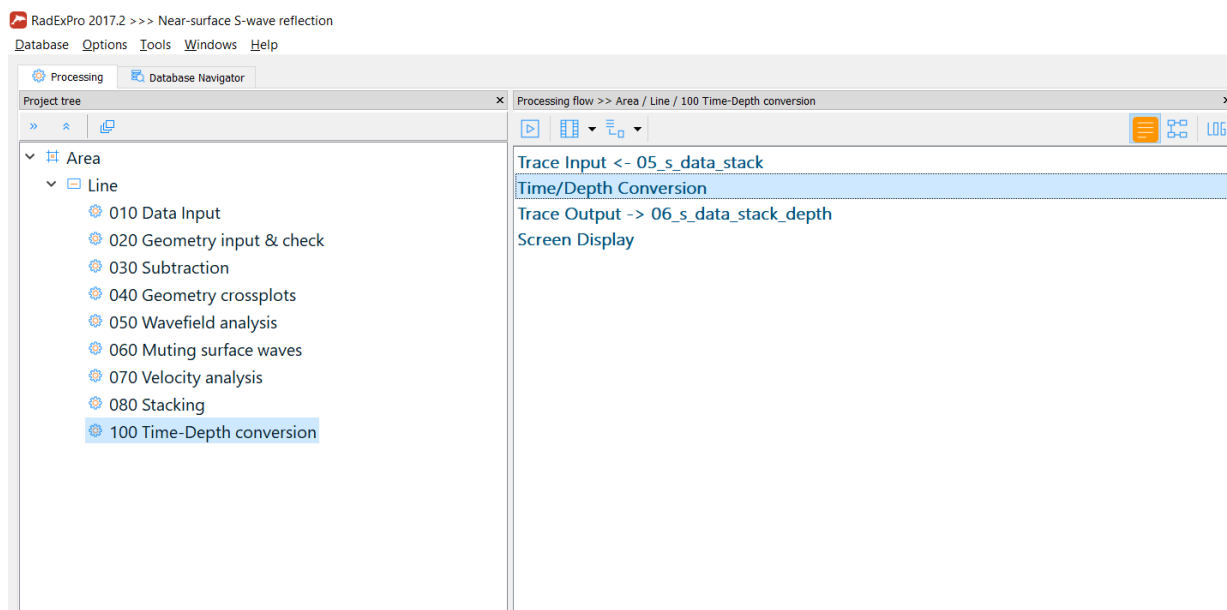 RadExPro 2017.2 >>> Near-surface S-wave reflection
Database Options Tools Windows Help
Processing Database Navigator
Project tree
Processing flow >> Area / Line / 100 Time-Depth conversion
LOG
Area
Line
010 Data Input
020 Geometry input & check
030 Subtraction
040 Geometry crossplots
050 Wavefield analysis
060 Muting surface waves
070 Velocity analysis
080 Stacking
100 Time-Depth conversion
Trace Input <- 05_s_data_stack
Time/Depth Conversion
Trace Output -> 06_s_data_stack_depth
Screen Display